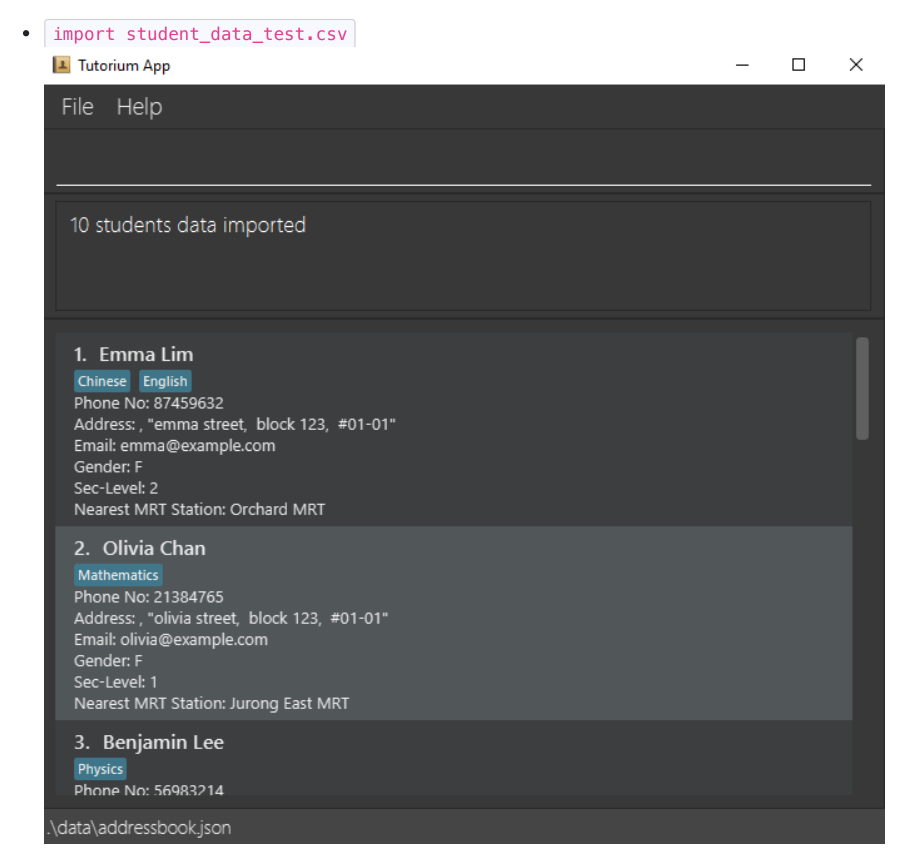 import student_data_test.csv
Tutorium App
File Help
10 students data imported
1. Emma Lim
Chinese English
Phone No: 87459632
Address: , "emma street, block 123, #01-01"
Email: emma@example.com
Gender: F
Sec-Level: 2
Nearest MRT Station: Orchard MRT
2. Olivia Chan
Mathematics
Phone No: 21384765
Address: , "olivia street, block 123, #01-01"
Email: olivia@example.com
Gender: F
Sec-Level: 1
Nearest MRT Station: Jurong East MRT
3. Benjamin Lee
Physics
Phone No: 56983214
.\data\addressbook.json